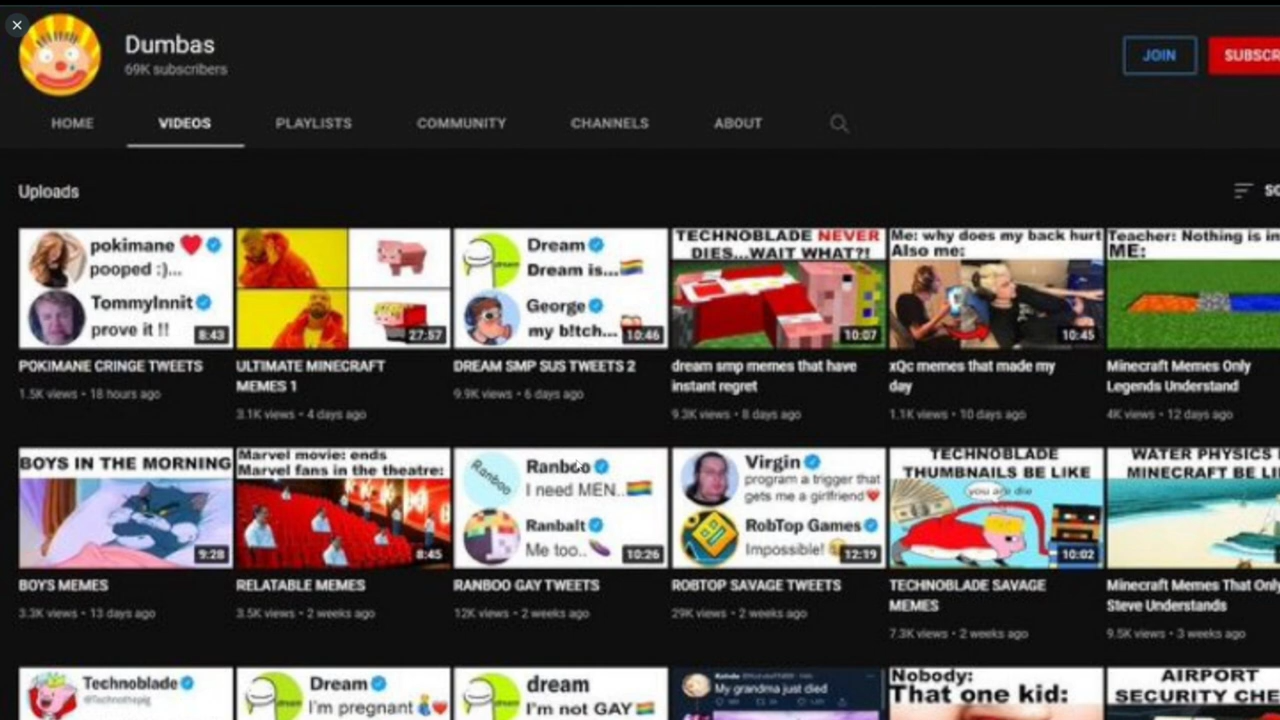 Dumbas
69K subscribers
JOIN
SUBSCR
HOME
VIDEOS
PLAYLISTS
COMMUNITY
CHANNELS
ABOUT
Uploads
SO
pokimane
pooped :)...
TommyInnit
prove it !!
8:43
POKIMANE CRINGE TWEETS
1.5K views • 18 hours ago
27:57
ULTIMATE MINECRAFT
MEMES 1
3.1K views • 4 days ago
Dream
dream
Dream is...
George
my b!tch...
10:46
DREAM SMP SUS TWEETS 2
9.9K views • 6 days ago
TECHNOBLADE NEVER
DIES...WAIT WHAT?!
10:07
dream smp memes that have
instant regret
9.3K views • 8 days ago
Me: why does my back hurt
Also me:
10:45
xQc memes that made my
day
1.1K views • 10 days ago
Teacher: Nothing is in
ME:
Minecraft Memes Only
Legends Understand
4K views • 12 days ago
BOYS IN THE MORNING
9:28
BOYS MEMES
3.3K views • 13 days ago
Marvel movie: ends
Marvel fans in the theatre:
8:45
RELATABLE MEMES
3.5K views • 2 weeks ago
Ranboo
Ranboo
I need MEN..
Ranbalt
Me too..
10:26
RANBOO GAY TWEETS
12K views • 2 weeks ago
Virgin
program a trigger that
gets me a girlfriend
RobTop Games
Impossible!
12:19
ROBTOP SAVAGE TWEETS
29K views • 2 weeks ago
TECHNOBLADE
THUMBNAILS BE LIKE
you are die
10:02
TECHNOBLADE SAVAGE
MEMES
7.3K views • 2 weeks ago
WATER PHYSICS I
MINECRAFT BE LI
Minecraft Memes That Only
Steve Understands
9.5K views • 3 weeks ago
Technoblade
@Technothepig
Dream
I'm pregnant
dream
I'm not GAY
My grandma just died
Nobody:
That one kid:
AIRPORT
SECURITY CHE